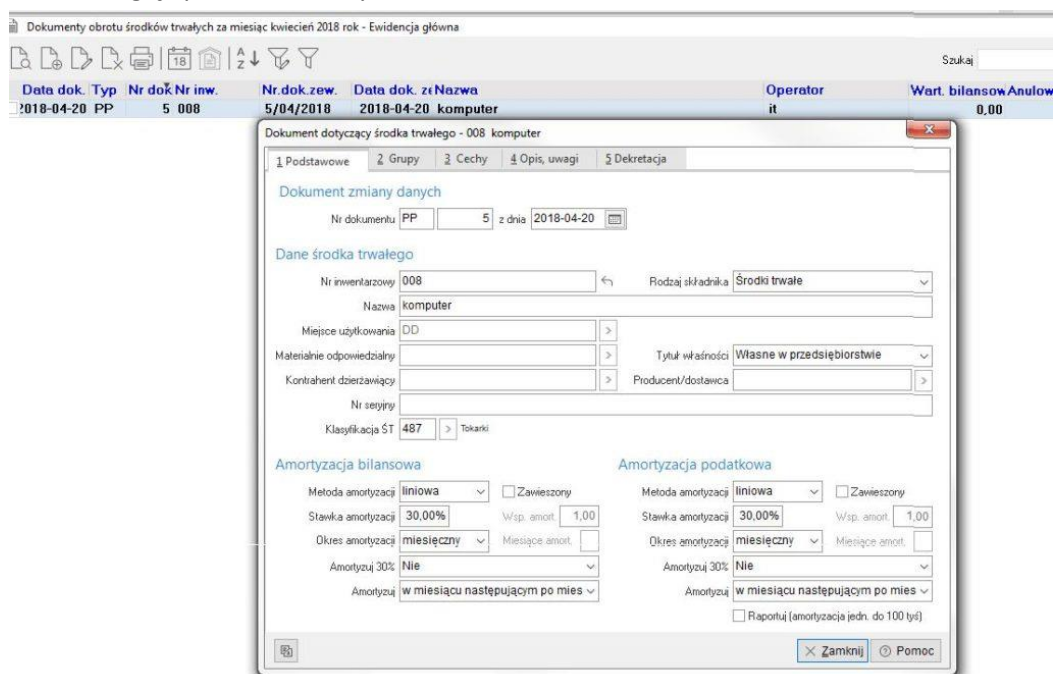 Dokumenty obrotu środków trwałych za miesiąc kwiecień 2018 rok - Ewidencja główna
18 A Z Szukaj
Data dok. Typ Nr dok Nr inw. Nr.dok.zew. Data dok. ze Nazwa Operator Wart. bilansow Anulow
2018-04-20 PP 5 008 5/04/2018 2018-04-20 komputer it 0,00
Dokument dotyczący środka trwałego - 008 komputer
1 Podstawowe 2 Grupy 3 Cechy 4 Opis, uwagi 5 Dekretacja
Dokument zmiany danych
Nr dokumentu PP 5 z dnia 2018-04-20
Dane środka trwałego
Nr inwentarzowy 008 Rodzaj składnika Środki trwałe
Nazwa komputer
Miejsce użytkowania DD
Materialnie odpowiedzialny Tytuł własności Własne w przedsiębiorstwie
Kontrahent dzierżawiący Producent/dostawca
Nr seryjny
Klasyfikacja ŚT 487 Tokarki
Amortyzacja bilansowa Amortyzacja podatkowa
Metoda amortyzacji liniowa Zawieszony Metoda amortyzacji liniowa Zawieszony
Stawka amortyzacji 30,00% Wsp. amort. 1,00 Stawka amortyzacji 30,00% Wsp. amort. 1,00
Okres amortyzacji miesięczny Miesiące amort. Okres amortyzacji miesięczny Miesiące amort.
Amortyzuj 30% Nie Amortyzuj 30% Nie
Amortyzuj w miesiącu następującym po mies Amortyzuj w miesiącu następującym po mies
Raportuj (amortyzacja jedn. do 100 tyś)
Zamknij Pomoc